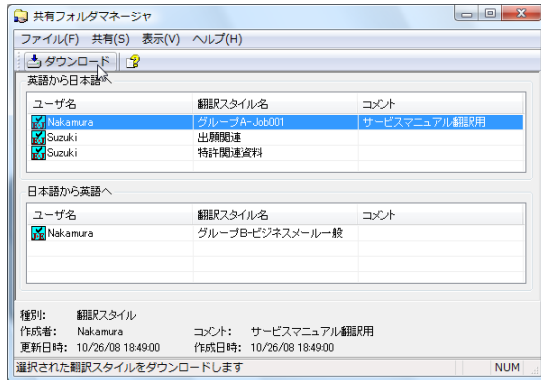 共有フォルダマネージャ
ファイル(F) 共有(S) 表示(V) ヘルプ(H)
ダウンロード
英語から日本語へ
ユーザ名 翻訳スタイル名 コメント
Nakamura グループA-Job001 サービスマニュアル翻訳用
Suzuki 出願関連
Suzuki 特許関連資料
日本語から英語へ
ユーザ名 翻訳スタイル名 コメント
Nakamura グループB-ビジネスメール一般
種別: 翻訳スタイル
作成者: Nakamura コメント: サービスマニュアル翻訳用
更新日時: 10/26/08 18:49:00 作成日時: 10/26/08 18:49:00
選択された翻訳スタイルをダウンロードします NUM